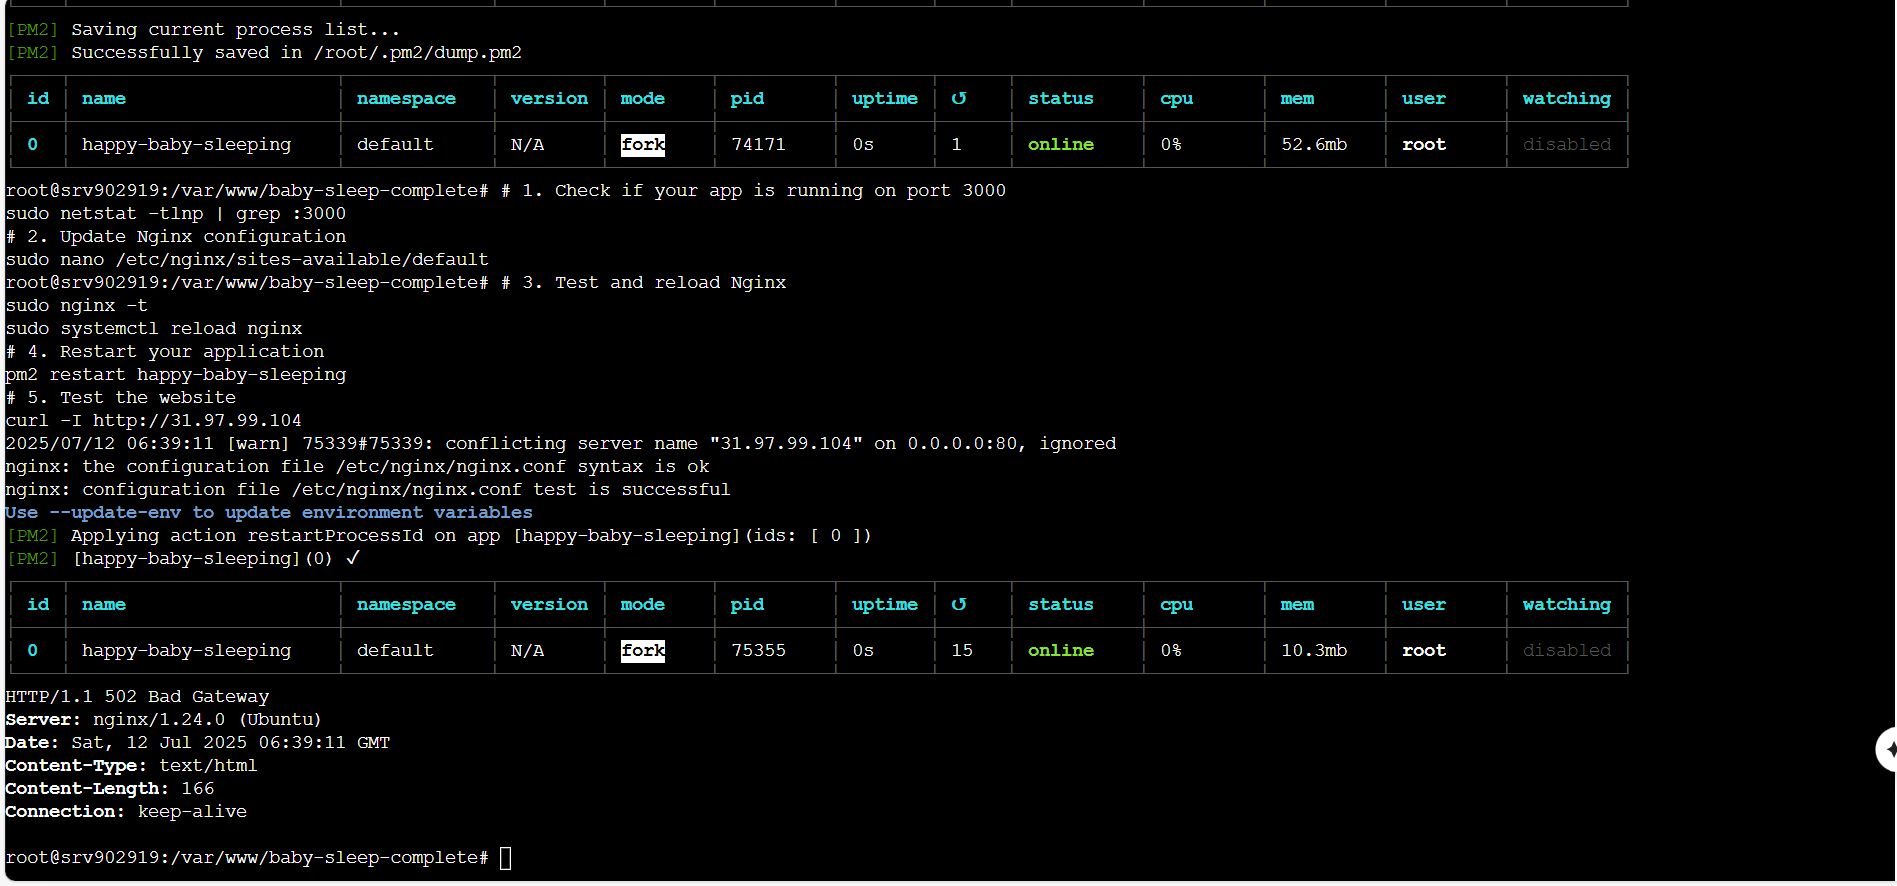 [PM2] Saving current process list...
[PM2] Successfully saved in /root/.pm2/dump.pm2
id name namespace version mode pid uptime ↺ status cpu mem user watching
0 happy-baby-sleeping default N/A fork 74171 0s 1 online 0% 52.6mb root disabled
root@srv902919:/var/www/baby-sleep-complete# # 1. Check if your app is running on port 3000
sudo netstat -tlnp | grep :3000
# 2. Update Nginx configuration
sudo nano /etc/nginx/sites-available/default
root@srv902919:/var/www/baby-sleep-complete# # 3. Test and reload Nginx
sudo nginx -t
sudo systemctl reload nginx
# 4. Restart your application
pm2 restart happy-baby-sleeping
# 5. Test the website
curl -I http://31.97.99.104
2025/07/12 06:39:11 [warn] 75339#75339: conflicting server name "31.97.99.104" on 0.0.0.0:80, ignored
nginx: the configuration file /etc/nginx/nginx.conf syntax is ok
nginx: configuration file /etc/nginx/nginx.conf test is successful
Use --update-env to update environment variables
[PM2] Applying action restartProcessId on app [happy-baby-sleeping](ids: [ 0 ])
[PM2] [happy-baby-sleeping](0) ✓
id name namespace version mode pid uptime ↺ status cpu mem user watching
0 happy-baby-sleeping default N/A fork 75355 0s 15 online 0% 10.3mb root disabled
HTTP/1.1 502 Bad Gateway
Server: nginx/1.24.0 (Ubuntu)
Date: Sat, 12 Jul 2025 06:39:11 GMT
Content-Type: text/html
Content-Length: 166
Connection: keep-alive
root@srv902919:/var/www/baby-sleep-complete#